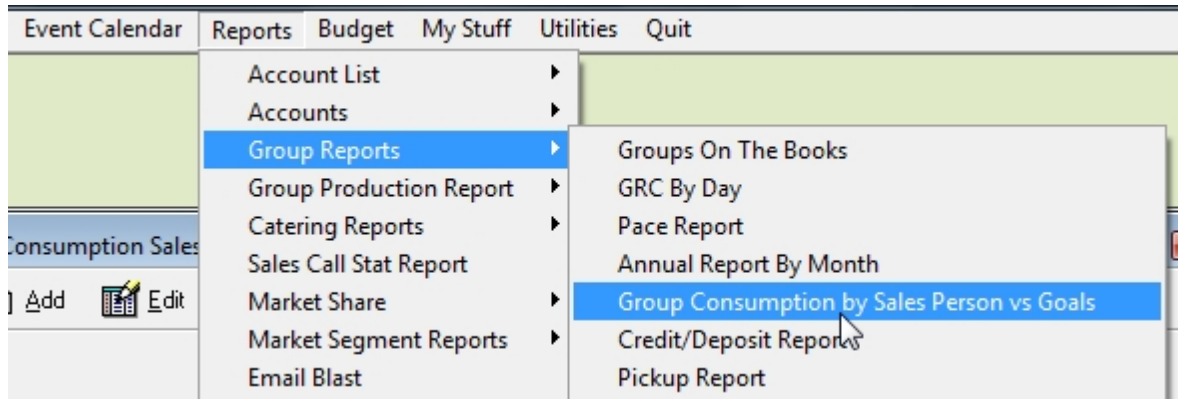 Event Calendar Reports Budget My Stuff Utilities Quit
Account List
Accounts
Group Reports
Group Production Report
Catering Reports
Sales Call Stat Report
Market Share
Market Segment Reports
Email Blast
Groups On The Books
GRC By Day
Pace Report
Annual Report By Month
Group Consumption by Sales Person vs Goals
Credit/Deposit Reports
Pickup Report
Consumption Sales
Add Edit